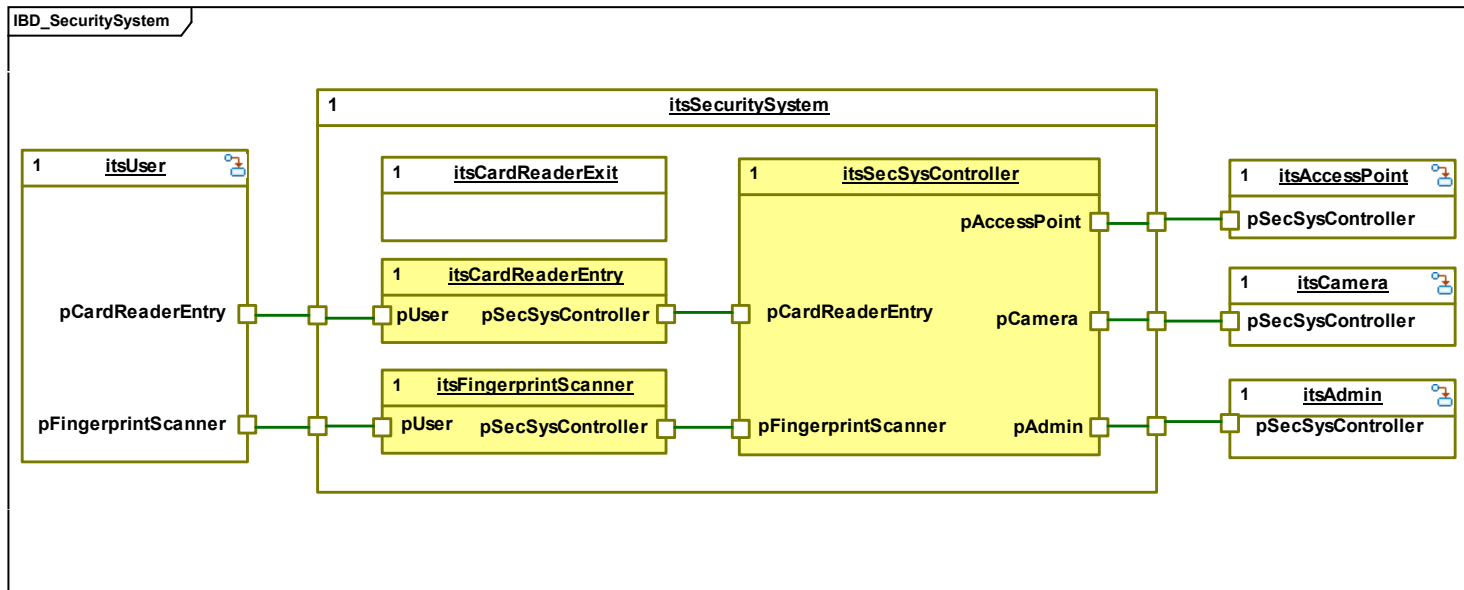 IBD_SecuritySystem
1 itsSecuritySystem
1 itsUser
pCardReaderEntry
pFingerprintScanner
1 itsCardReaderExit
1 itsCardReaderEntry
pUser pSecSysController
1 itsFingerprintScanner
pUser pSecSysController
1 itsSecSysController
pAccessPoint
pCardReaderEntry
pCamera
pFingerprintScanner
pAdmin
1 itsAccessPoint
pSecSysController
1 itsCamera
pSecSysController
1 itsAdmin
pSecSysController